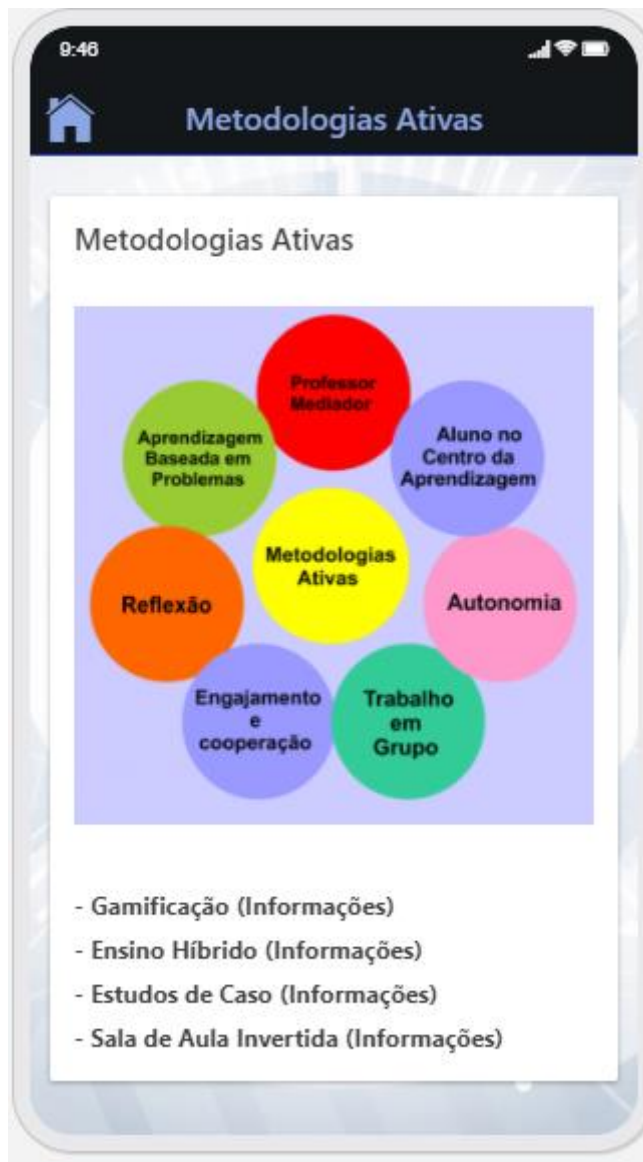 9:46
Metodologias Ativas
Metodologias Ativas
Professor
Mediador
Aprendizagem
Baseada em
Problemas
Aluno no
Centro da
Aprendizagem
Metodologias
Ativas
Reflexão
Autonomia
Engajamento
e
cooperação
Trabalho
em
Grupo
- Gamificação (Informações)
- Ensino Híbrido (Informações)
- Estudos de Caso (Informações)
- Sala de Aula Invertida (Informações)